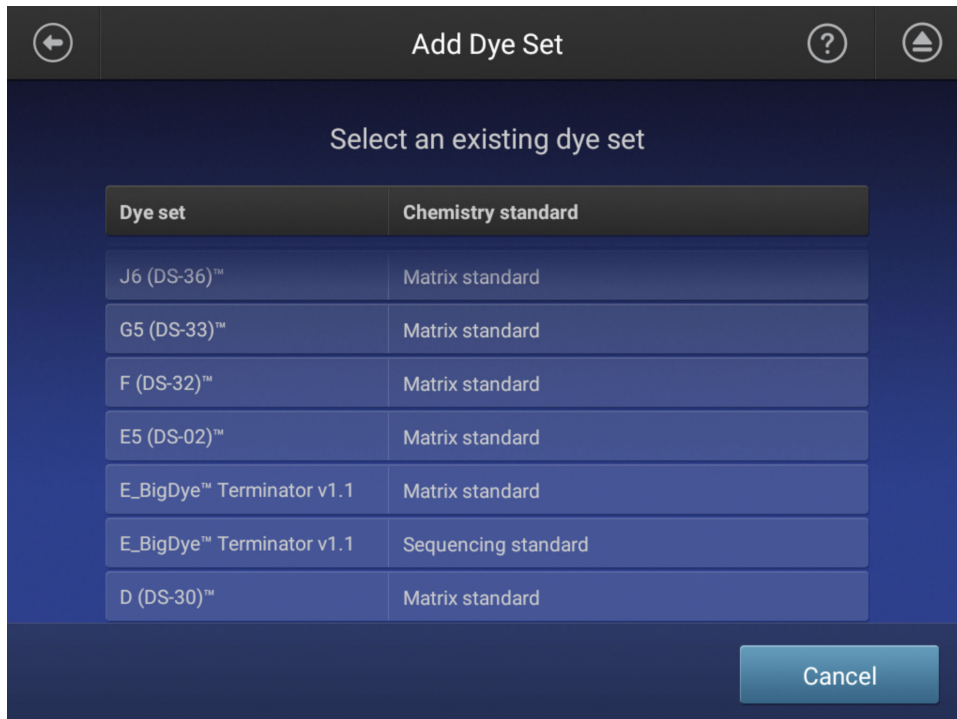 Add Dye Set
?
Select an existing dye set
Dye set Chemistry standard
J6 (DS-36)™ Matrix standard
G5 (DS-33)™ Matrix standard
F (DS-32)™ Matrix standard
E5 (DS-02)™ Matrix standard
E_BigDye™ Terminator v1.1 Matrix standard
E_BigDye™ Terminator v1.1 Sequencing standard
D (DS-30)™ Matrix standard
Cancel